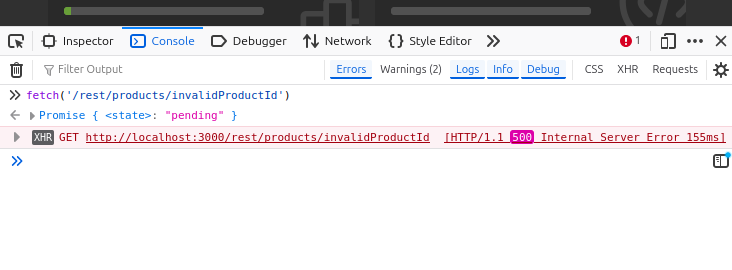 Inspector Console Debugger Network Style Editor 1
Filter Output Errors Warnings (2) Logs Info Debug CSS XHR Requests
fetch('/rest/products/invalidProductId')
Promise { <state>: "pending" }
XHR GET http://localhost:3000/rest/products/invalidProductId [HTTP/1.1 500 Internal Server Error 155ms]